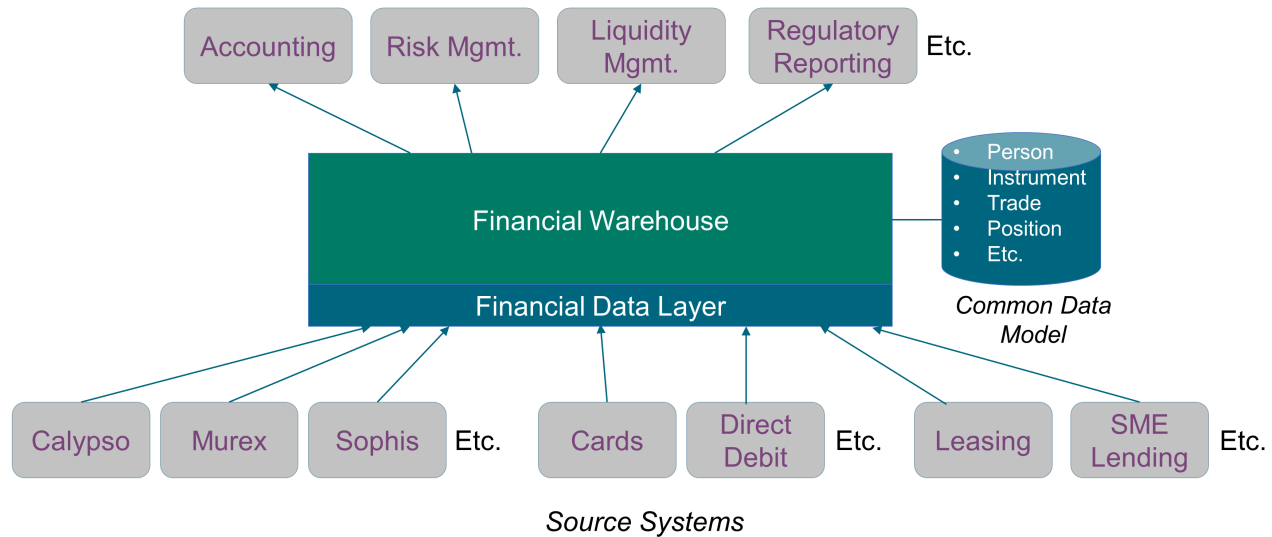 Accounting
Risk Mgmt.
Liquidity
Mgmt.
Regulatory
Reporting
Etc.
• Person
• Instrument
• Trade
• Position
• Etc.
Financial Warehouse
Financial Data Layer
Common Data
Model
Calypso
Murex
Sophis
Etc.
Cards
Direct
Debit
Etc.
Leasing
SME
Lending
Etc.
Source Systems